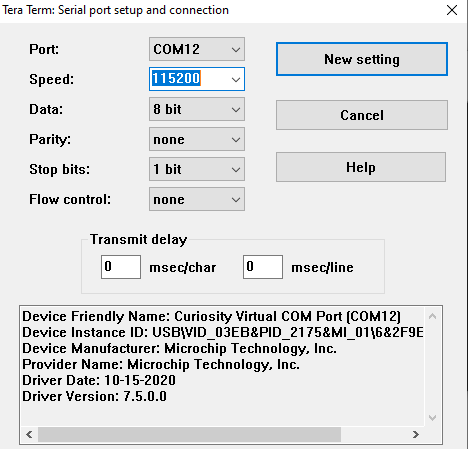 Tera Term: Serial port setup and connection
Port: COM12 New setting
Speed: 115200
Data: 8 bit Cancel
Parity: none
Stop bits: 1 bit Help
Flow control: none
Transmit delay
0 msec/char 0 msec/line
Device Friendly Name: Curiosity Virtual COM Port (COM12)
Device Instance ID: USB\VID_03EB&PID_2175&MI_01\6&2F9E
Device Manufacturer: Microchip Technology, Inc.
Provider Name: Microchip Technology, Inc.
Driver Date: 10-15-2020
Driver Version: 7.5.0.0